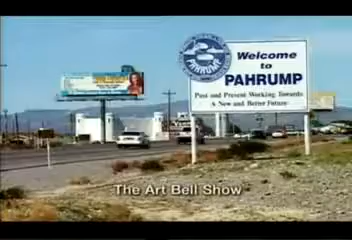 Welcome to
PAHRUMP
PAHRUMP
Past and Present Working Towards
A New and Better Future
The Art Bell Show